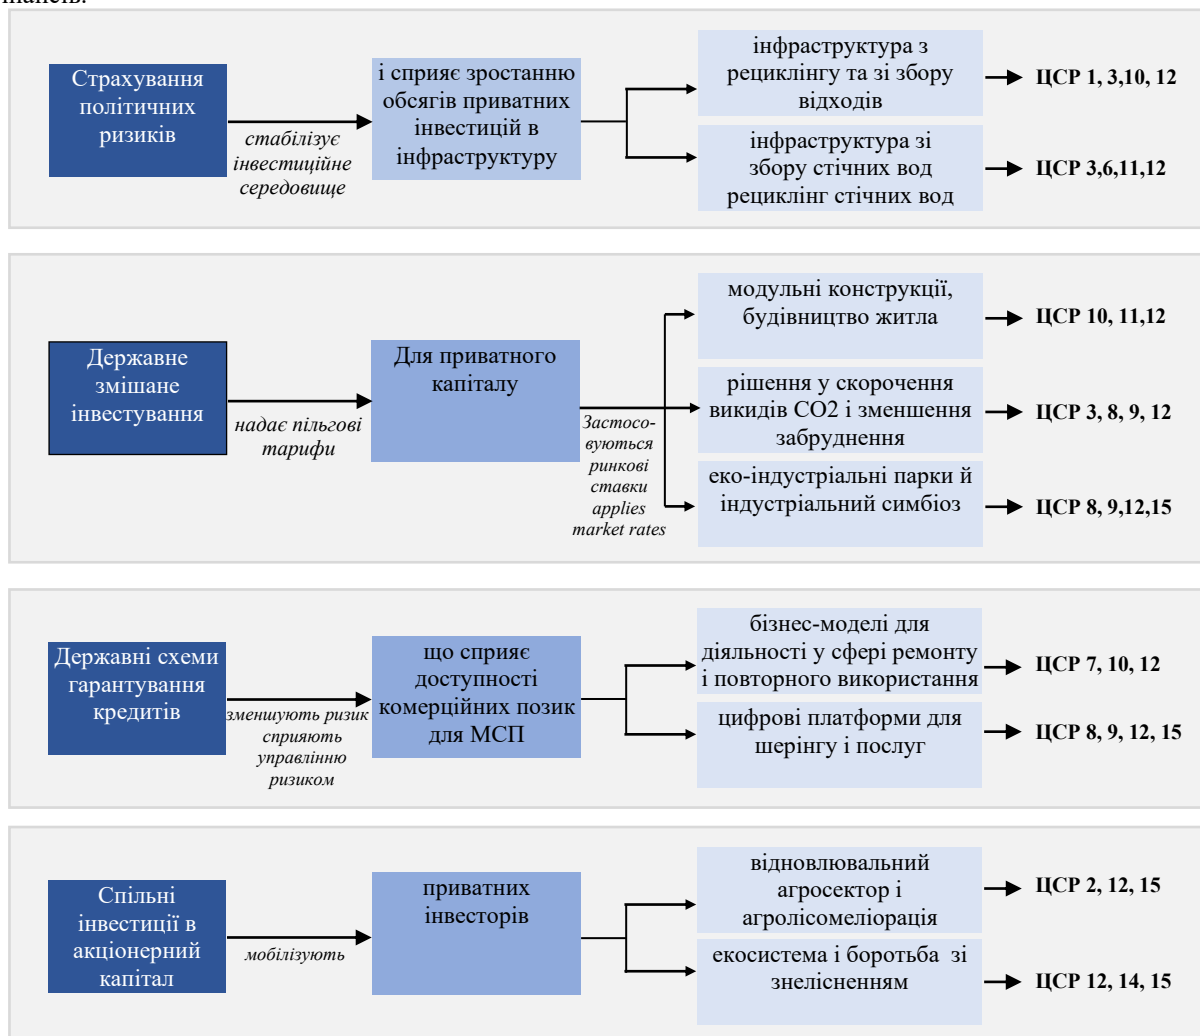 Страхування
політичних
ризиків
стабілізує
інвестиційне
середовище
і сприяє зростанню
обсягів приватних
інвестицій в
інфраструктуру
інфраструктура з
рециклінгу та зі збору
відходів
ЦСР 1, 3,10, 12
інфраструктура зі
збору стічних вод
рециклінг стічних вод
ЦСР 3,6,11,12
Державне
змішане
інвестування
надає пільгові
тарифи
Для приватного
капіталу
Застосо-
вуються
ринкові
ставки
applies
market rates
модульні конструкції,
будівництво житла
ЦСР 10, 11,12
рішення у скорочення
викидів СО2 і зменшення
забруднення
ЦСР 3, 8, 9, 12
еко-індустріальні парки й
індустріальний симбіоз
ЦСР 8, 9,12,15
Державні схеми
гарантування
кредитів
зменшують ризик
сприяють
управлінню
ризиком
що сприяє
доступності
комерційних позик
для МСП
бізнес-моделі для
діяльності у сфері ремонту
і повторного використання
ЦСР 7, 10, 12
цифрові платформи для
шерінгу і послуг
ЦСР 8, 9, 12, 15
Спільні
інвестиції в
акціонерний
капітал
мобілізують
приватних
інвесторів
відновлювальний
агросектор і
агролісомеліорація
ЦСР 2, 12, 15
екосистема і боротьба зі
знелісненням
ЦСР 12, 14, 15